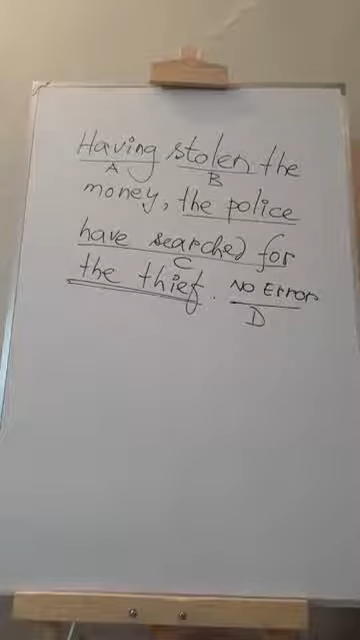 Having stolen the
A B
money, the police
have searched for
C
the thief. No Error
D